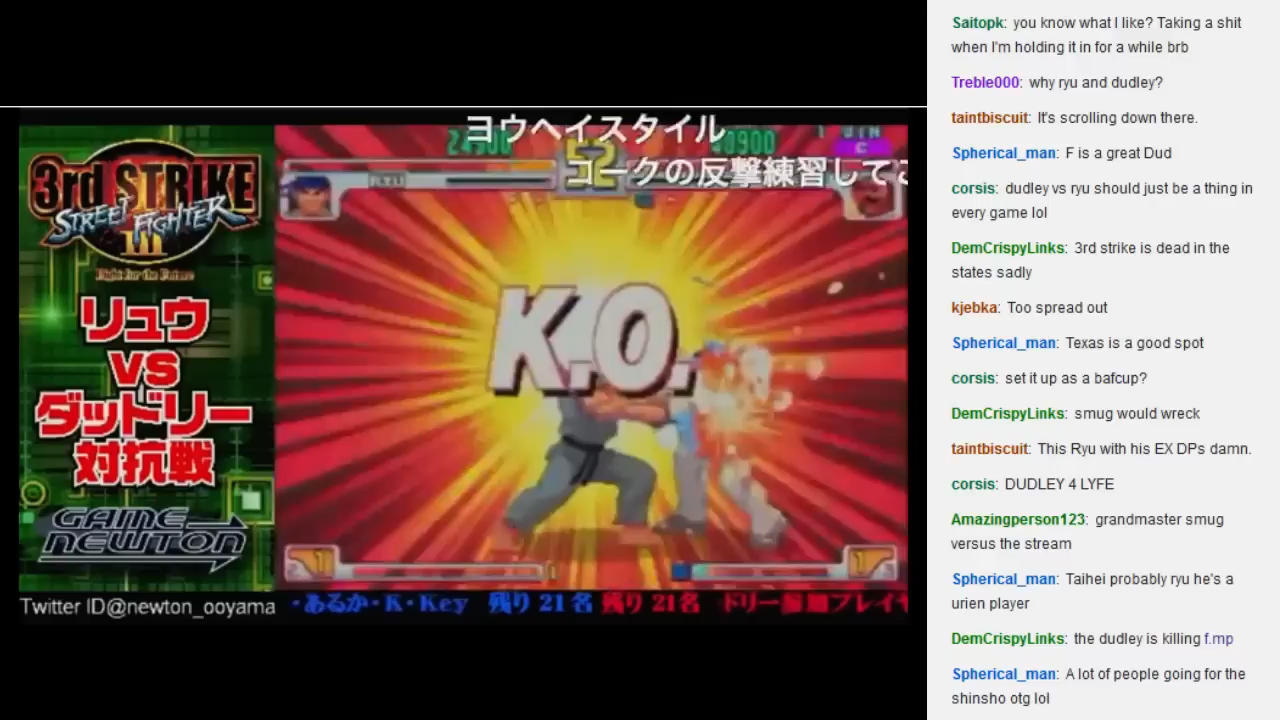 3rd STRIKE
STREET FIGHTER
III
Fight for the Future
リュウ
VS
ダッドリー
対抗戦
GAME
NEWTON
Twitter ID@newton_ooyama
ヨウヘイスタイル
52
コークの反撃練習してこ
RYU
K.O.
・あるか・K・Key 残り21名 残り21名
Saitopk: you know what I like? Taking a shit
when I'm holding it in for a while brb
Treble000: why ryu and dudley?
taintbiscuit: It's scrolling down there.
Spherical_man: F is a great Dud
corsis: dudley vs ryu should just be a thing in
every game lol
DemCrispyLinks: 3rd strike is dead in the
states sadly
kjebka: Too spread out
Spherical_man: Texas is a good spot
corsis: set it up as a bafcup?
DemCrispyLinks: smug would wreck
taintbiscuit: This Ryu with his EX DPs damn.
corsis: DUDLEY 4 LYFE
Amazingperson123: grandmaster smug
versus the stream
Spherical_man: Taihei probably ryu he's a
urien player
DemCrispyLinks: the dudley is killing f.mp
Spherical_man: A lot of people going for the
shinsho otg lol